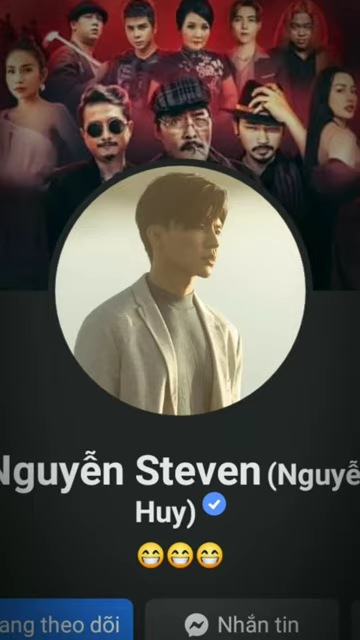 Nguyễn Steven (Nguyễ
Huy)
😁😁😁
ang theo dõi
Nhắn tin